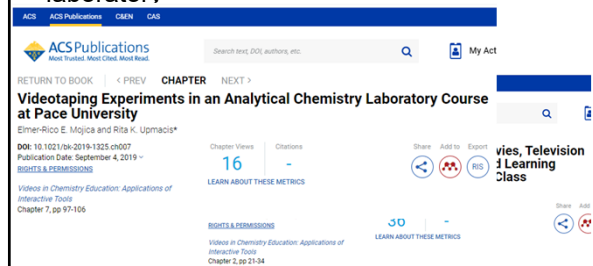 ACS ACS Publications C&EN CAS
ACS Publications
Most Trusted. Most Cited. Most Read.
Search text, DOI, authors, etc.
My Act
RETURN TO BOOK < PREV CHAPTER NEXT >
Videotaping Experiments in an Analytical Chemistry Laboratory Course
at Pace University
Elmer-Rico E. Mojica and Rita K. Upmacis*
DOI: 10.1021/bk-2019-1325.ch007
Publication Date: September 4, 2019
RIGHTS & PERMISSIONS
Chapter Views
16
Citations
-
LEARN ABOUT THESE METRICS
Share Add to Export
RIS
Videos in Chemistry Education: Applications of
Interactive Tools
Chapter 7, pp 97-106
vies, Television
d Learning
Class
Share Add
RIGHTS & PERMISSIONS
36
-
LEARN ABOUT THESE METRICS
Videos in Chemistry Education: Applications of
Interactive Tools
Chapter 2, pp 21-34